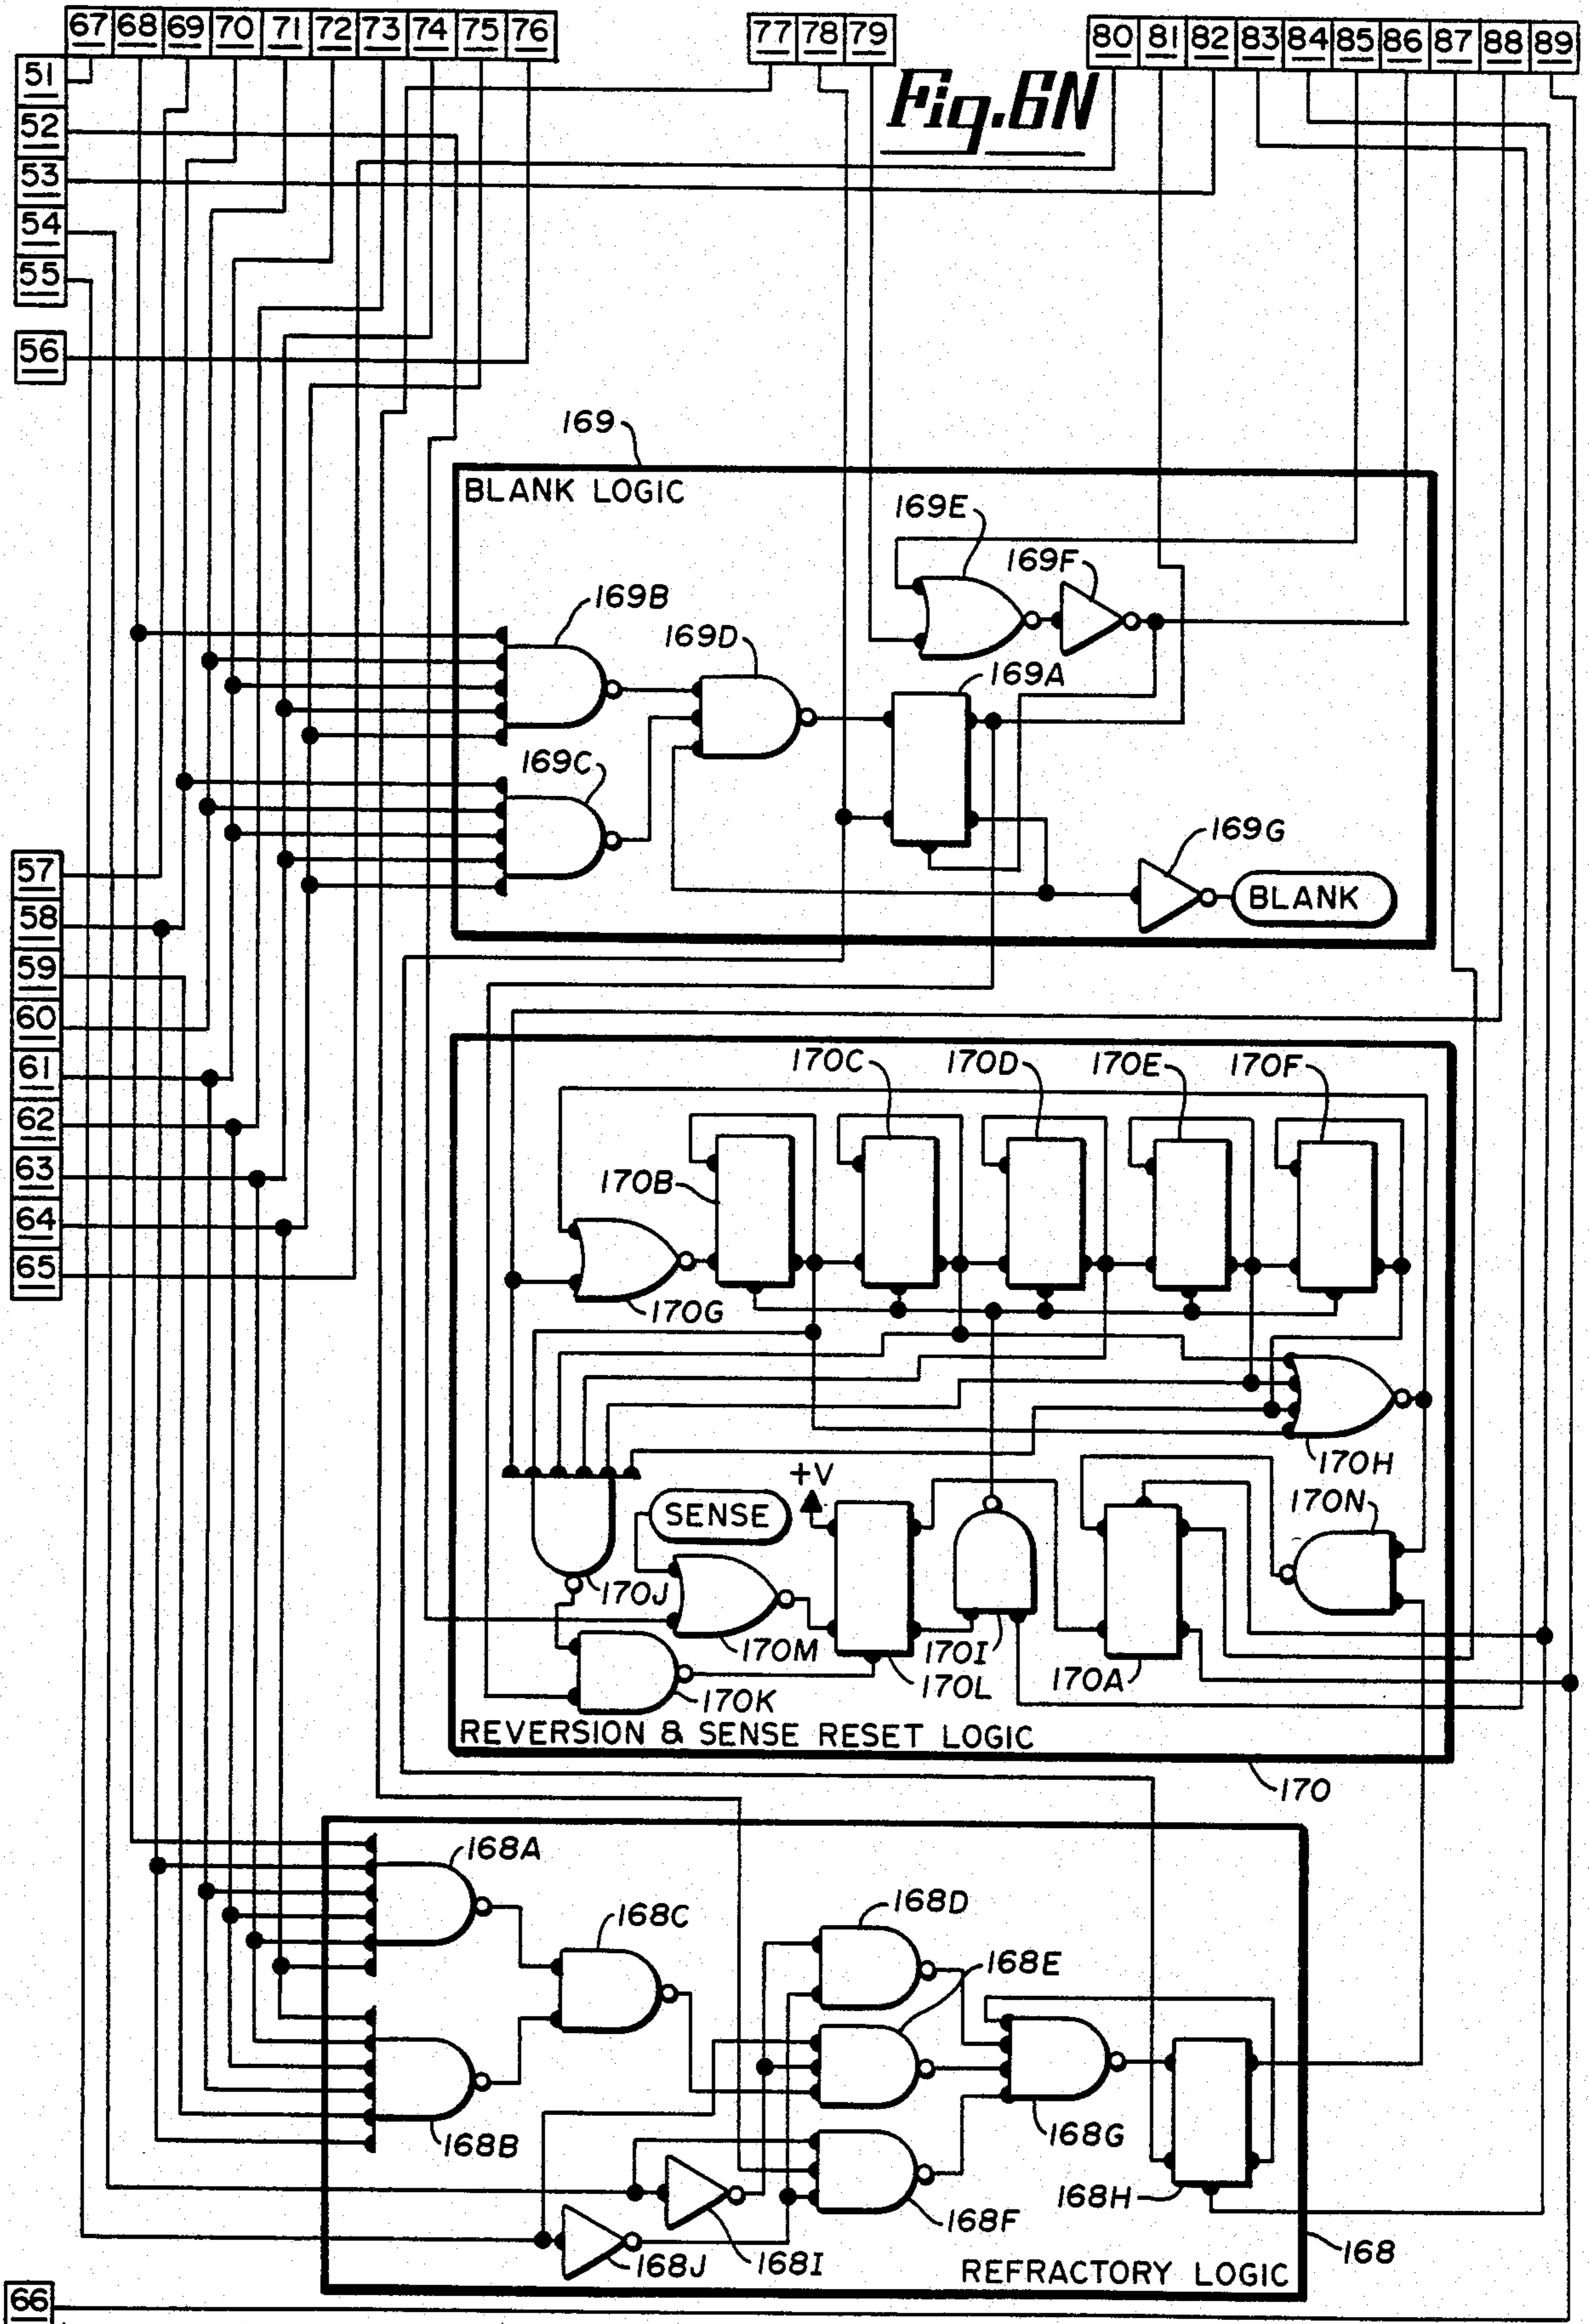 67 68 69 70 71 72 73 74 75 76 77 78 79 80 81 82 83 84 85 86 87 88 89
51
52
53
54
55
56
Fig.6N
169
BLANK LOGIC
169E
169F
169B
169D
169A
169C
169G
BLANK
57
58
59
60
61
62
63
64
65
170C 170D 170E 170F
170B
170G
170H
+V
SENSE
170N
170J
170M
170I
170L
170A
170K
REVERSION & SENSE RESET LOGIC
170
168A
168C
168D
168E
168B
168G
168H
168F
168I
168J
168
REFRACTORY LOGIC
66